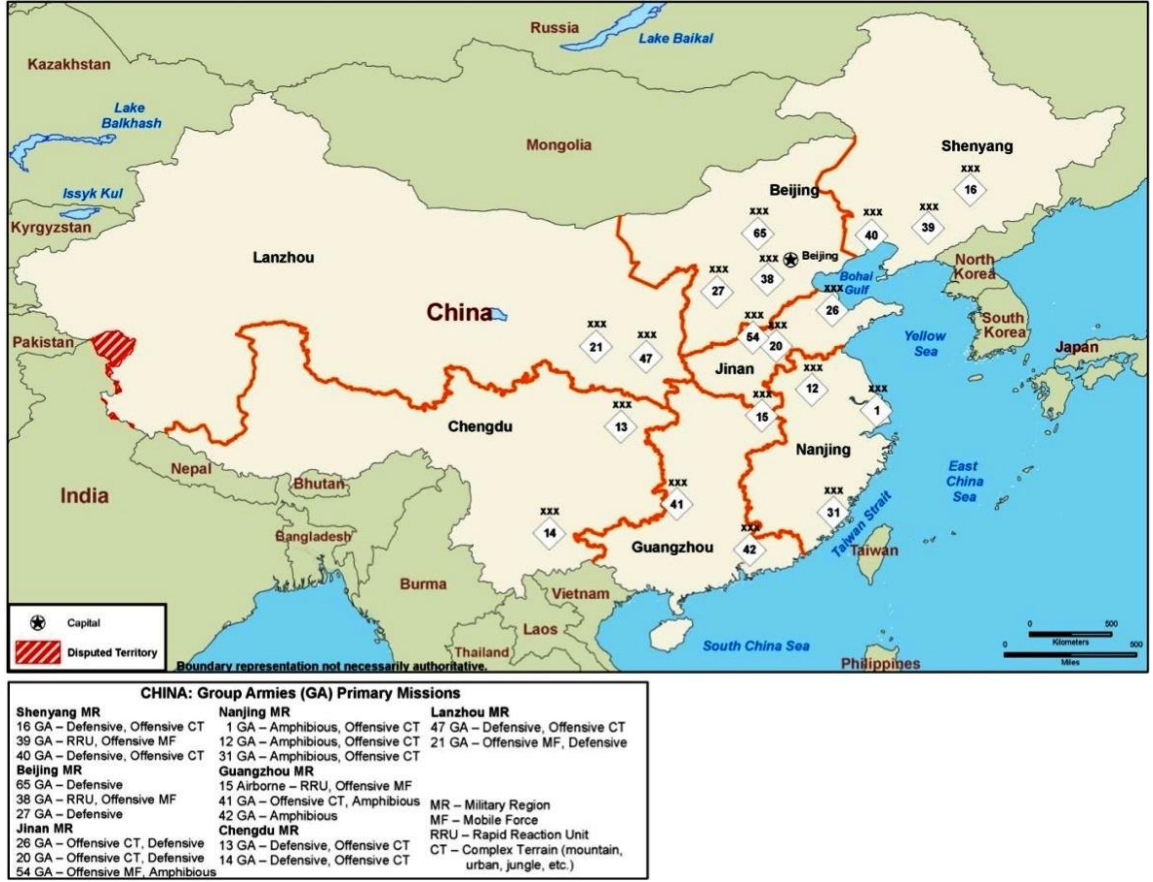 Russia
Lake Baikal
Kazakhstan
Lake
Balkhash
Mongolia
Shenyang
Issyk Kul
Beijing
xxx
16
Kyrgyzstan
xxx
65
xxx
40
xxx
39
Lanzhou
Beijing
xxx
38
North
Korea
Bohai
Gulf
xxx
27
xxx
26
China
South
Korea
xxx
54
xxx
20
Yellow
Sea
Japan
Pakistan
xxx
21
xxx
47
Jinan
xxx
12
xxx
1
xxx
15
xxx
13
Chengdu
Nanjing
Nepal
Bhutan
India
East
China
Sea
xxx
41
xxx
31
Taiwan Strait
xxx
14
Bangladesh
Guangzhou
xxx
42
Taiwan
Burma
Vietnam
Laos
Thailand
South China Sea
Philippines
Capital
Disputed Territory
Boundary representation not necessarily authoritative.
0 500
Kilometers
0 500
Miles
CHINA: Group Armies (GA) Primary Missions
Shenyang MR
16 GA – Defensive, Offensive CT
39 GA – RRU, Offensive MF
40 GA – Defensive, Offensive CT
Beijing MR
65 GA – Defensive
38 GA – RRU, Offensive MF
27 GA – Defensive
Jinan MR
26 GA – Offensive CT, Defensive
20 GA – Offensive CT, Defensive
54 GA – Offensive MF, Amphibious
Nanjing MR
1 GA – Amphibious, Offensive CT
12 GA – Amphibious, Offensive CT
31 GA – Amphibious, Offensive CT
Guangzhou MR
15 Airborne – RRU, Offensive MF
41 GA – Offensive CT, Amphibious
42 GA – Amphibious
Chengdu MR
13 GA – Defensive, Offensive CT
14 GA – Defensive, Offensive CT
Lanzhou MR
47 GA – Defensive, Offensive CT
21 GA – Offensive MF, Defensive
MR – Military Region
MF – Mobile Force
RRU – Rapid Reaction Unit
CT – Complex Terrain (mountain,
urban, jungle, etc.)